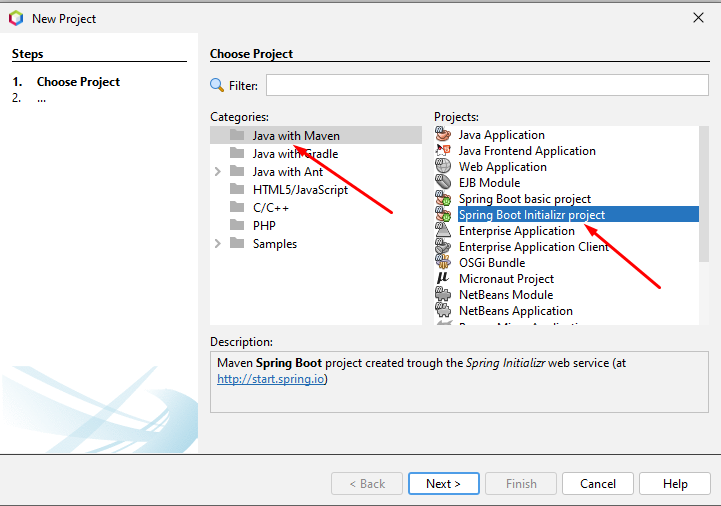 New Project
Steps
1. Choose Project
2. ...
Choose Project
Filter:
Categories:
Java with Maven
Java with Gradle
Java with Ant
HTML5/JavaScript
C/C++
PHP
Samples
Projects:
Java Application
Java Frontend Application
Web Application
EJB Module
Spring Boot basic project
Spring Boot Initializr project
Enterprise Application
Enterprise Application Client
OSGi Bundle
Micronaut Project
NetBeans Module
NetBeans Application
Description:
Maven Spring Boot project created trough the Spring Initializr web service (at
http://start.spring.io)
< Back
Next >
Finish
Cancel
Help